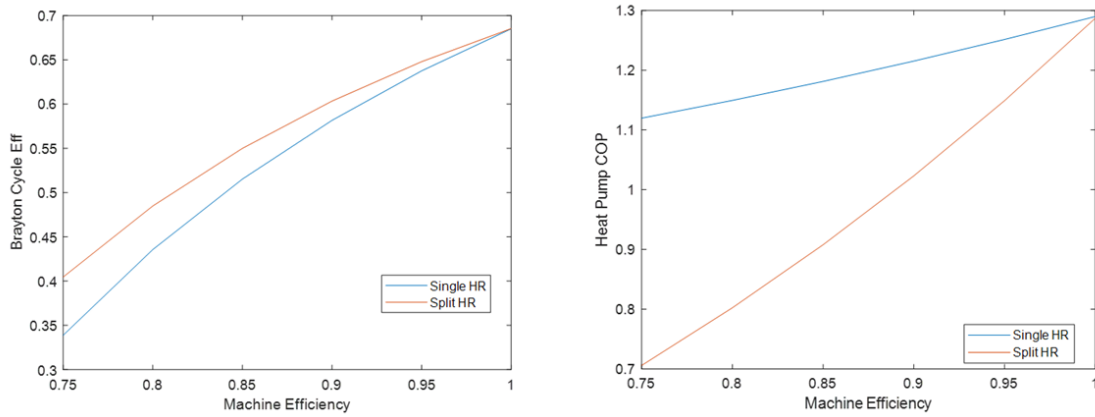 0.7
0.65
0.6
0.55
0.5
0.45
0.4
0.35
0.3
Brayton Cycle Eff
Single HR
Split HR
0.75 0.8 0.85 0.9 0.95 1
Machine Efficiency
1.3
1.2
1.1
1
0.9
0.8
0.7
Heat Pump COP
Single HR
Split HR
0.75 0.8 0.85 0.9 0.95 1
Machine Efficiency